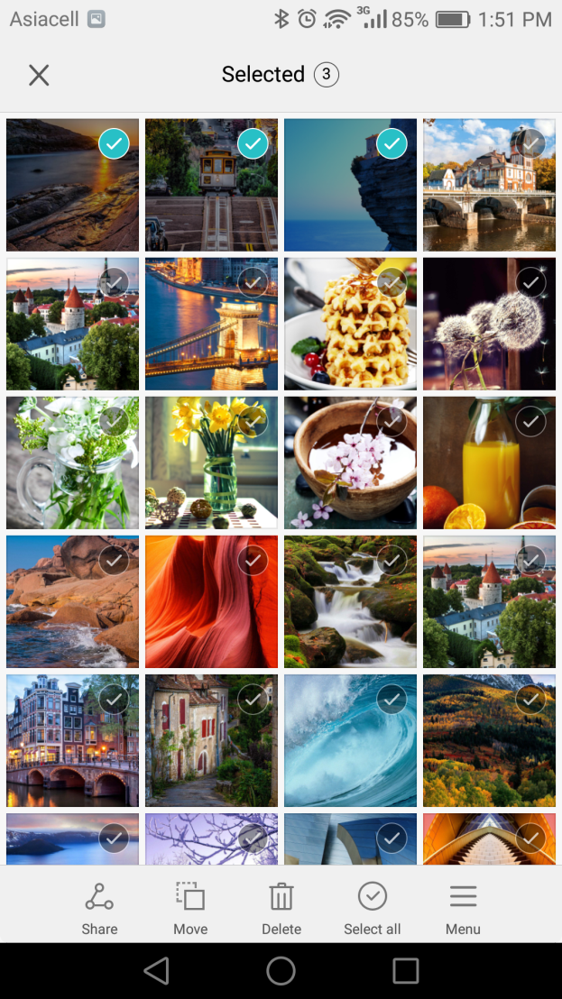 Asiacell 3G 85% 1:51 PM
Selected 3
Share Move Delete Select all Menu